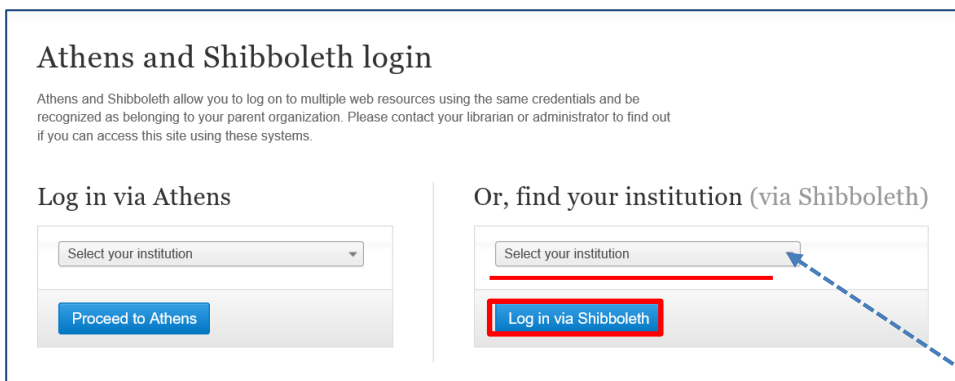 Athens and Shibboleth login
Athens and Shibboleth allow you to log on to multiple web resources using the same credentials and be
recognized as belonging to your parent organization. Please contact your librarian or administrator to find out
if you can access this site using these systems.
Log in via Athens
Select your institution
Proceed to Athens
Or, find your institution (via Shibboleth)
Select your institution
Log in via Shibboleth